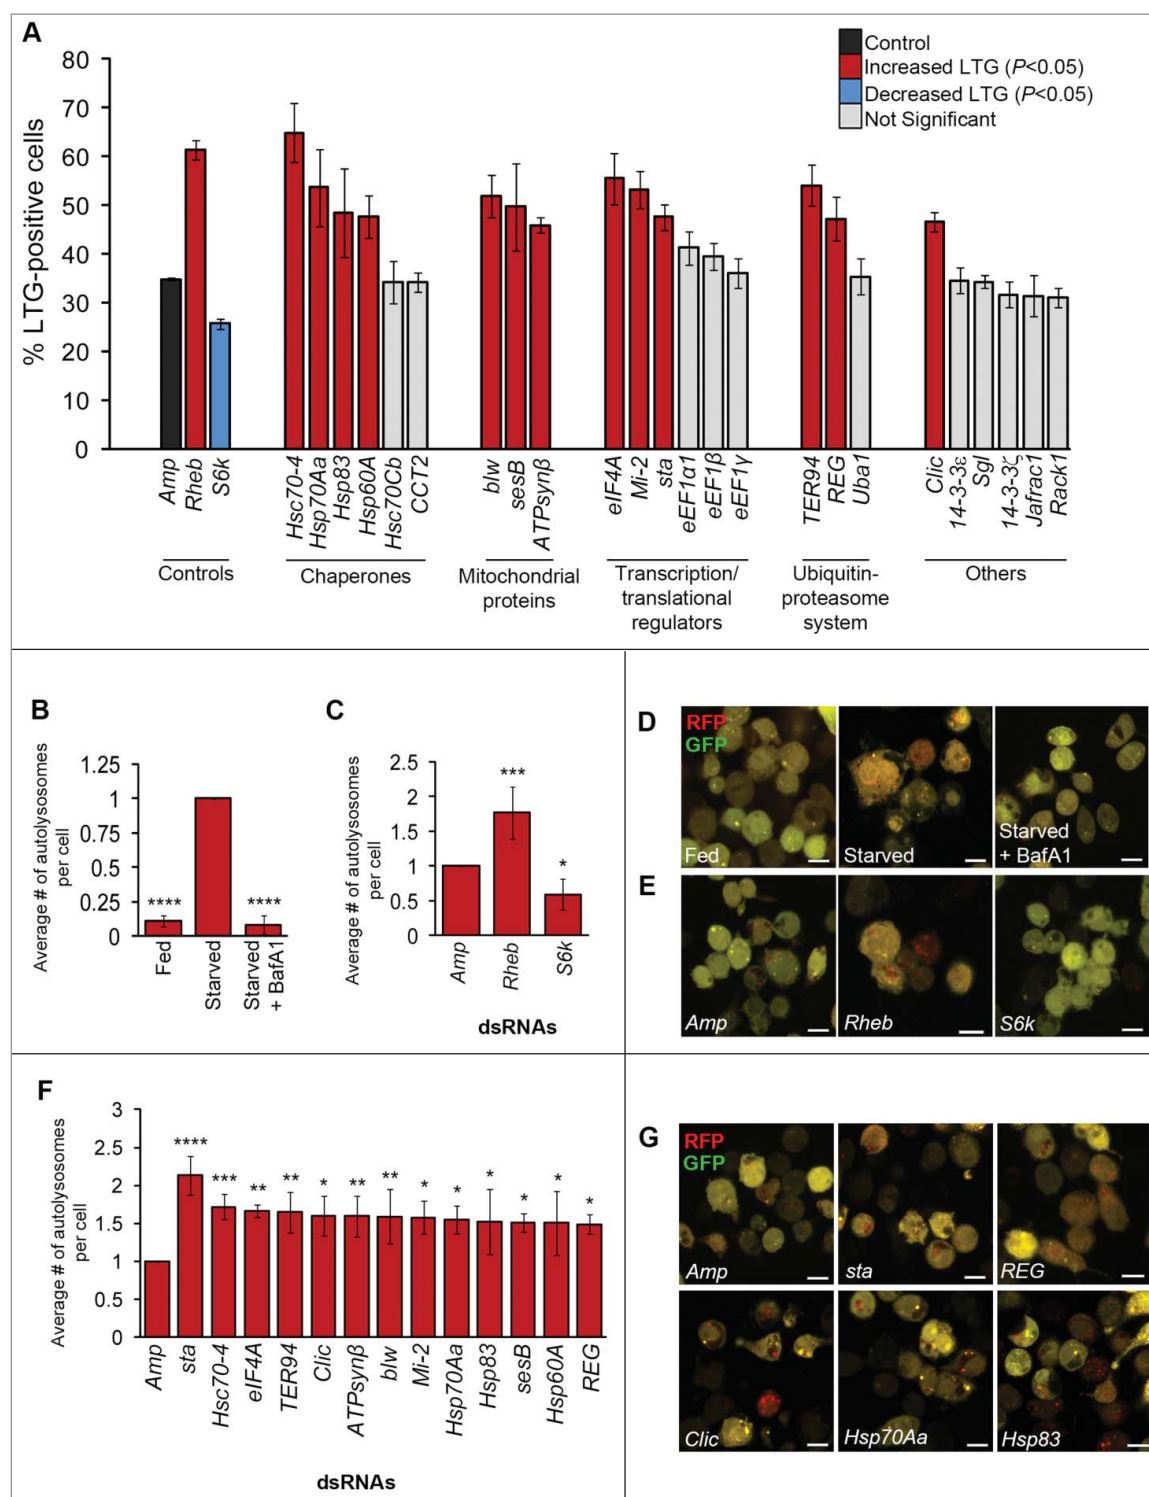 A
Control
Increased LTG (P<0.05)
Decreased LTG (P<0.05)
Not Significant
% LTG-positive cells
80
70
60
50
40
30
20
10
0
Amp
Rheb
S6k
Hsc70-4
Hsp70Aa
Hsp83
Hsp60A
Hsc70Cb
CCT2
blw
sesB
ATPsynβ
eIF4A
Mi-2
sta
eEF1α1
eEF1β
eEF1γ
TER94
REG
Uba1
Clic
14-3-3ε
Sgl
14-3-3ζ
Jafrac1
Rack1
Controls
Chaperones
Mitochondrial
proteins
Transcription/
translational
regulators
Ubiquitin-
proteasome
system
Others
B
Average # of autolysosomes
per cell
1.25
1
0.75
0.5
0.25
0
****
****
Fed
Starved
Starved
+ BafA1
C
Average # of autolysosomes
per cell
2.5
2
1.5
1
0.5
0
***
*
Amp
Rheb
S6k
dsRNAs
D
RFP
GFP
Fed
Starved
Starved
+ BafA1
E
Amp
Rheb
S6k
F
Average # of autolysosomes
per cell
3
2.5
2
1.5
1
0.5
0
****
***
**
**
*
**
**
*
*
*
*
*
*
Amp
sta
Hsc70-4
eIF4A
TER94
Clic
ATPsynβ
blw
Mi-2
Hsp70Aa
Hsp83
sesB
Hsp60A
REG
dsRNAs
G
RFP
GFP
Amp
sta
REG
Clic
Hsp70Aa
Hsp83